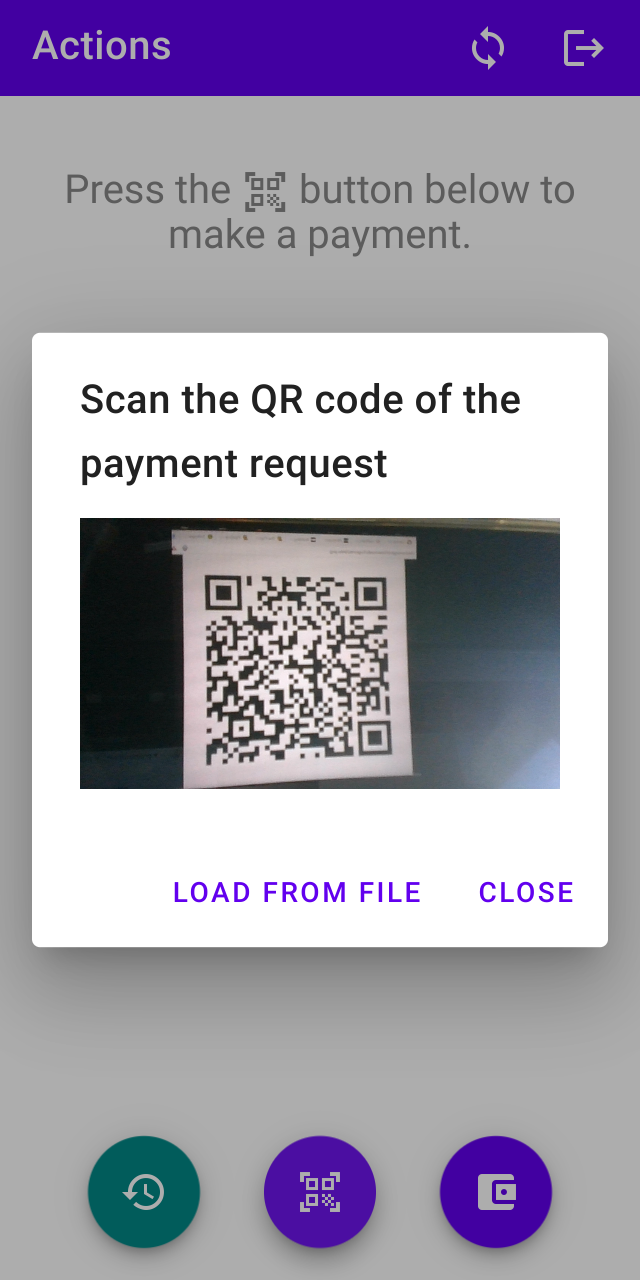 Actions
Press the button below to
make a payment.
Scan the QR code of the
payment request
LOAD FROM FILE
CLOSE